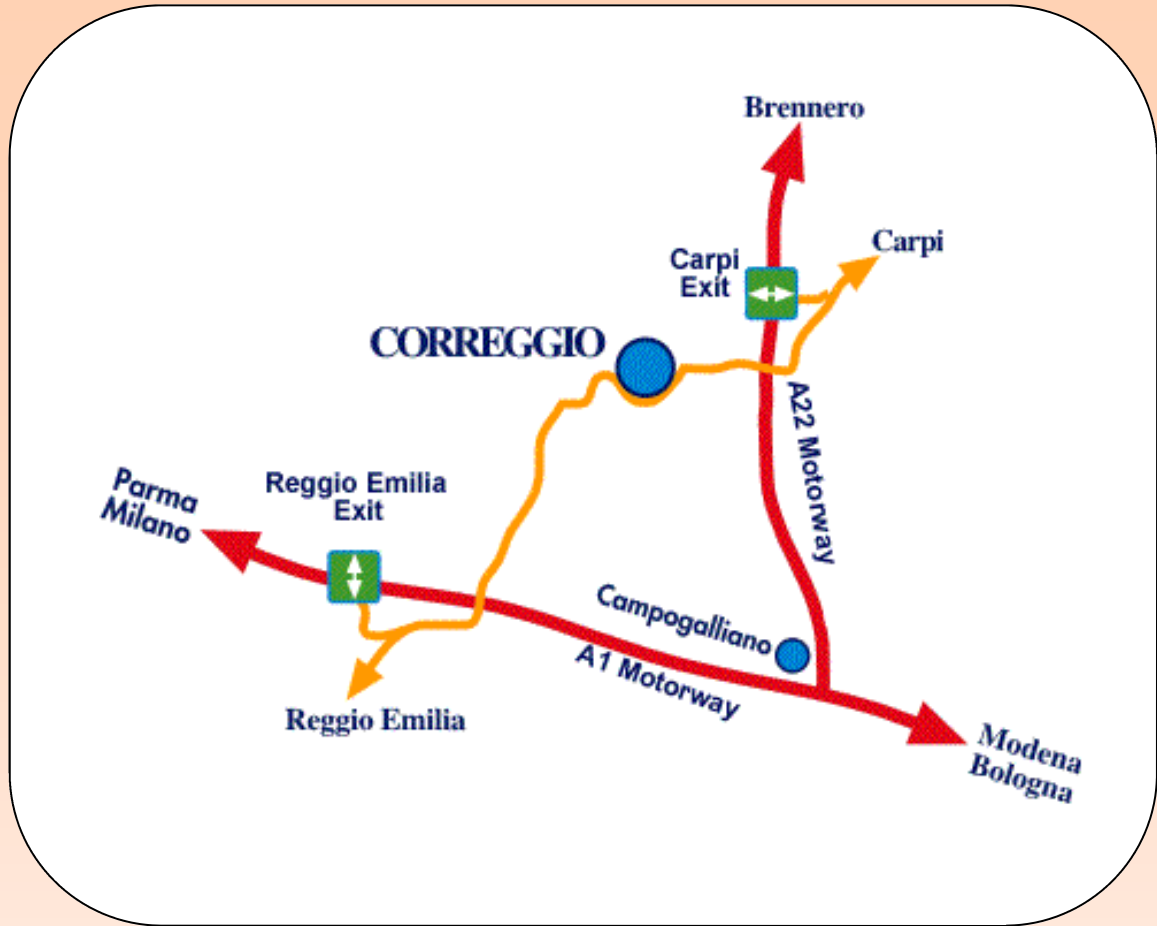 Brennero
Carpi
Carpi
Exit
CORREGGIO
A22 Motorway
Parma
Milano
Reggio Emilia
Exit
Campogalliano
A1 Motorway
Reggio Emilia
Modena
Bologna